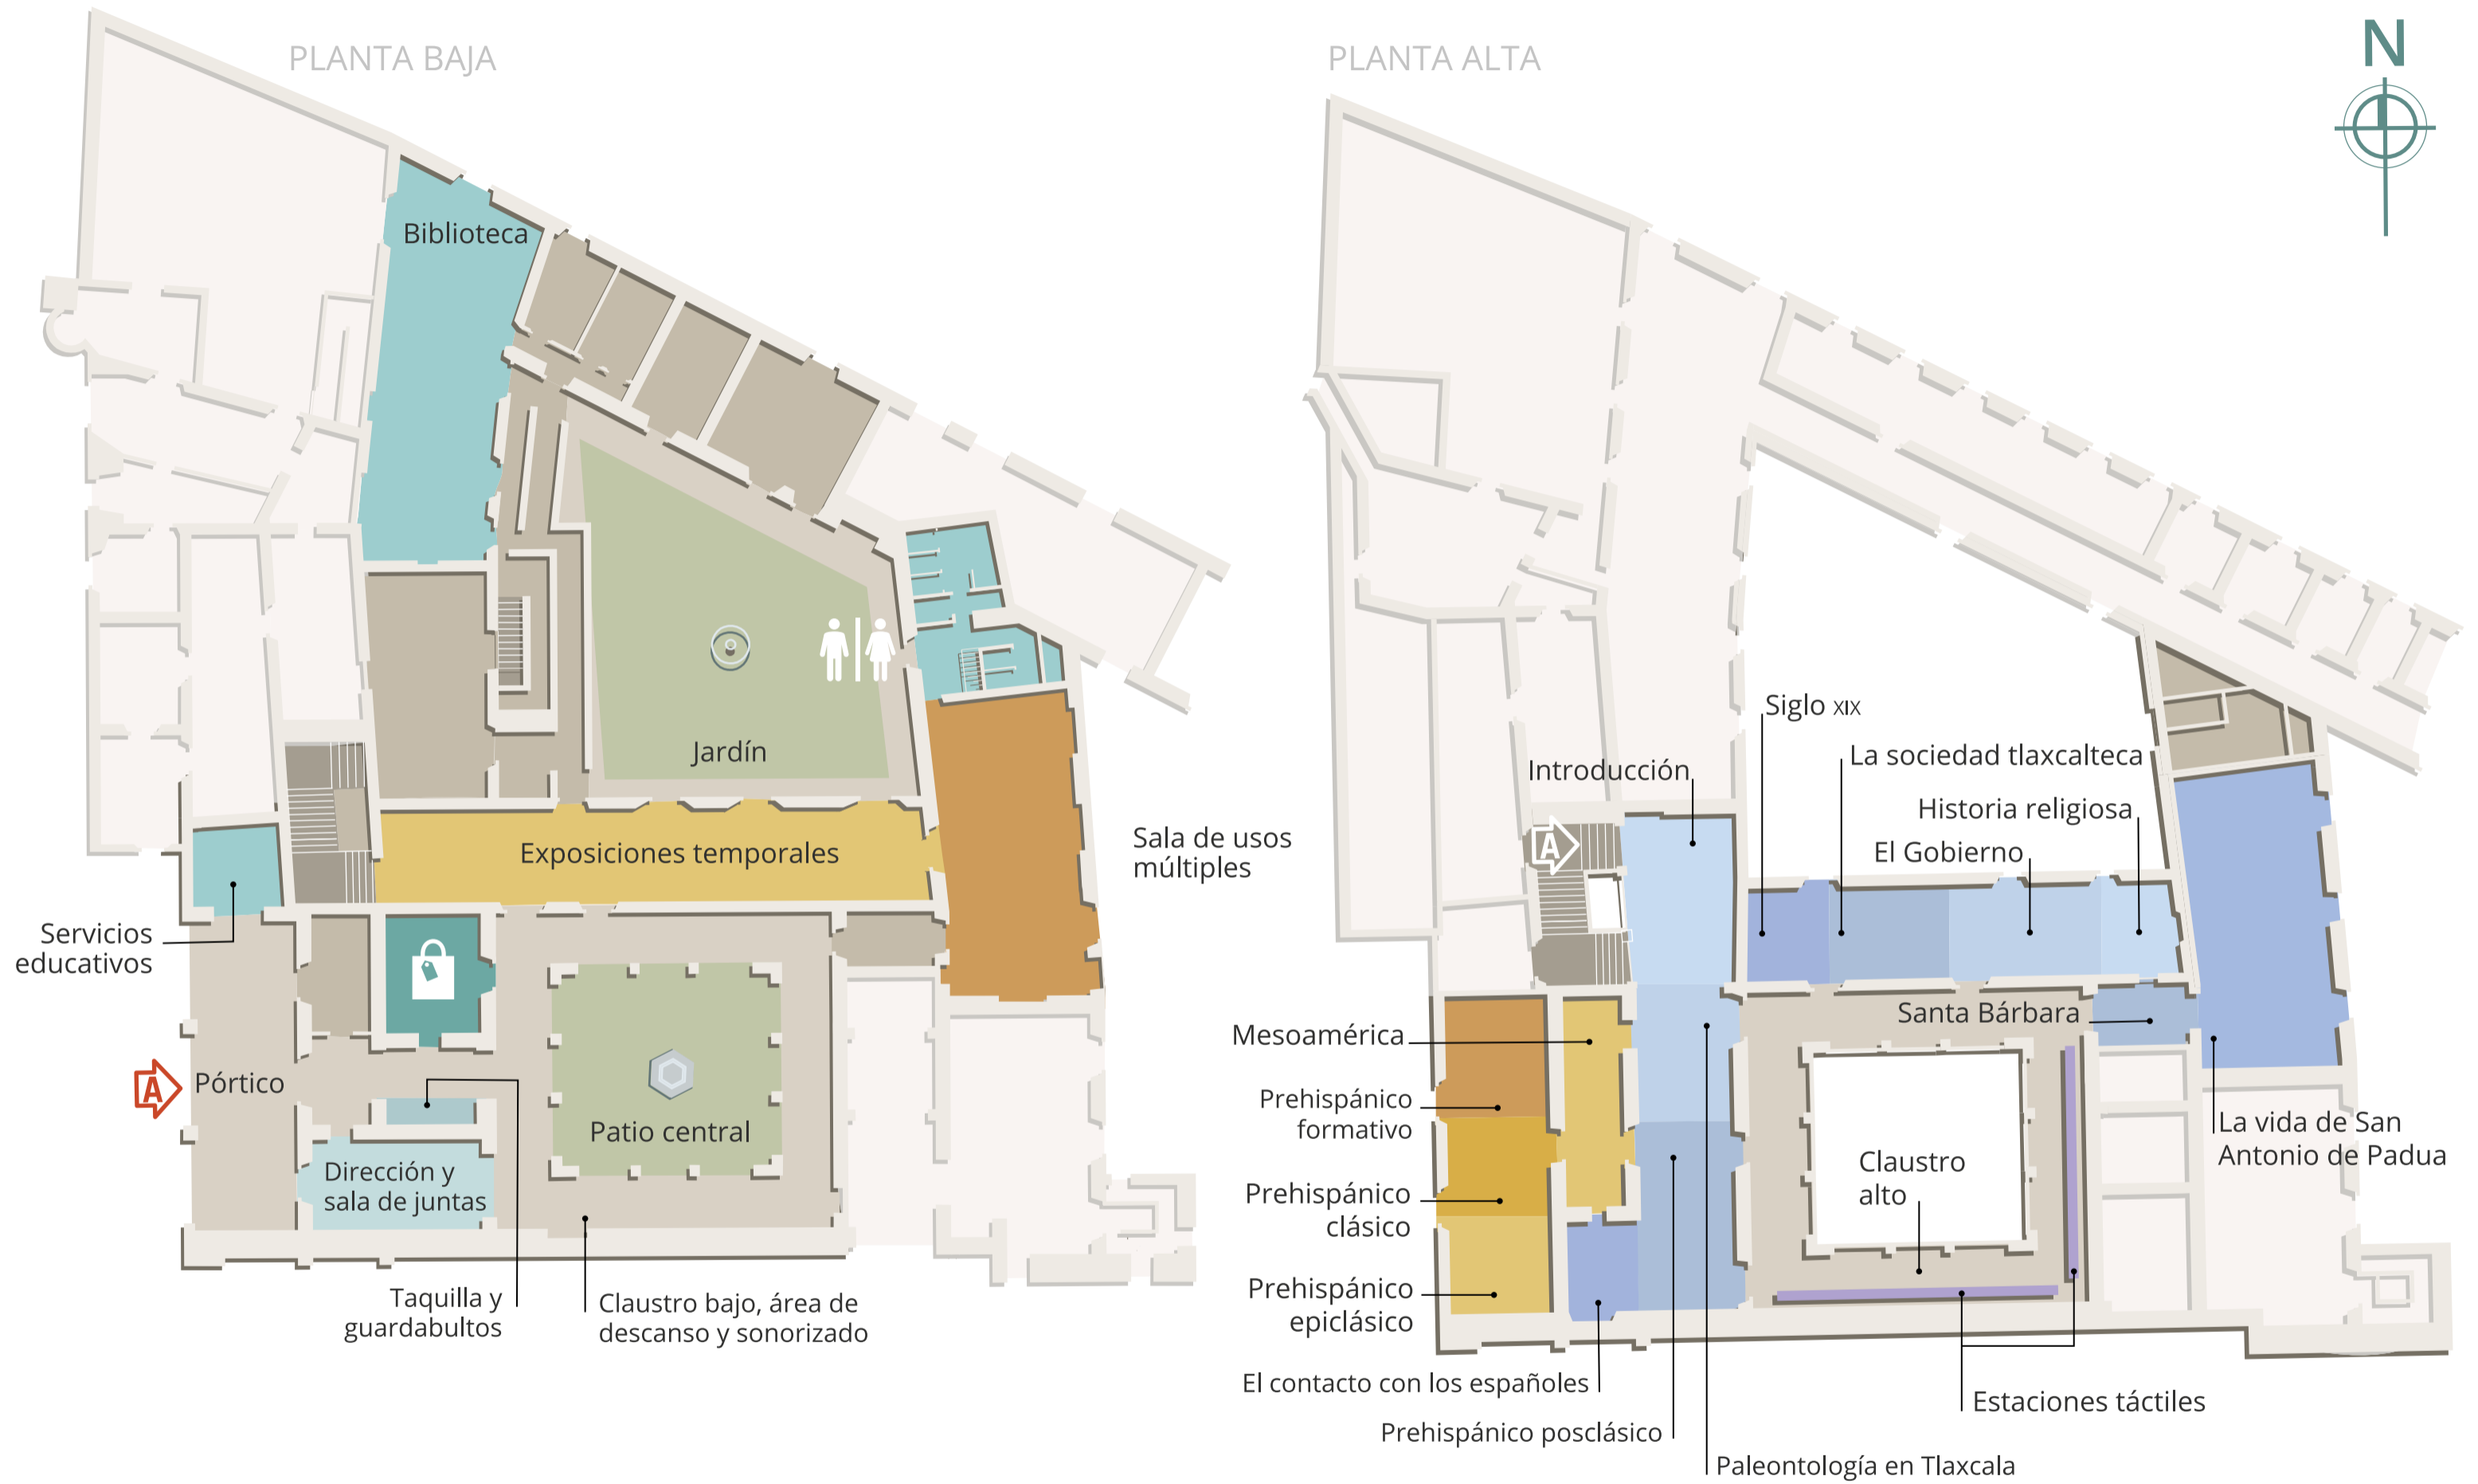 PLANTA BAJA
Biblioteca
Jardín
Exposiciones temporales
Sala de usos
múltiples
Servicios
educativos
A
Pórtico
Patio central
Dirección y
sala de juntas
Taquilla y
guardabultos
Claustro bajo, área de
descanso y sonorizado
PLANTA ALTA
N
Siglo XIX
La sociedad tlaxcalteca
Introducción
Historia religiosa
El Gobierno
A
Santa Bárbara
Mesoamérica
Prehispánico
formativo
La vida de San
Antonio de Padua
Claustro
alto
Prehispánico
clásico
Prehispánico
epiclásico
El contacto con los españoles
Estaciones táctiles
Prehispánico posclásico
Paleontología en Tlaxcala